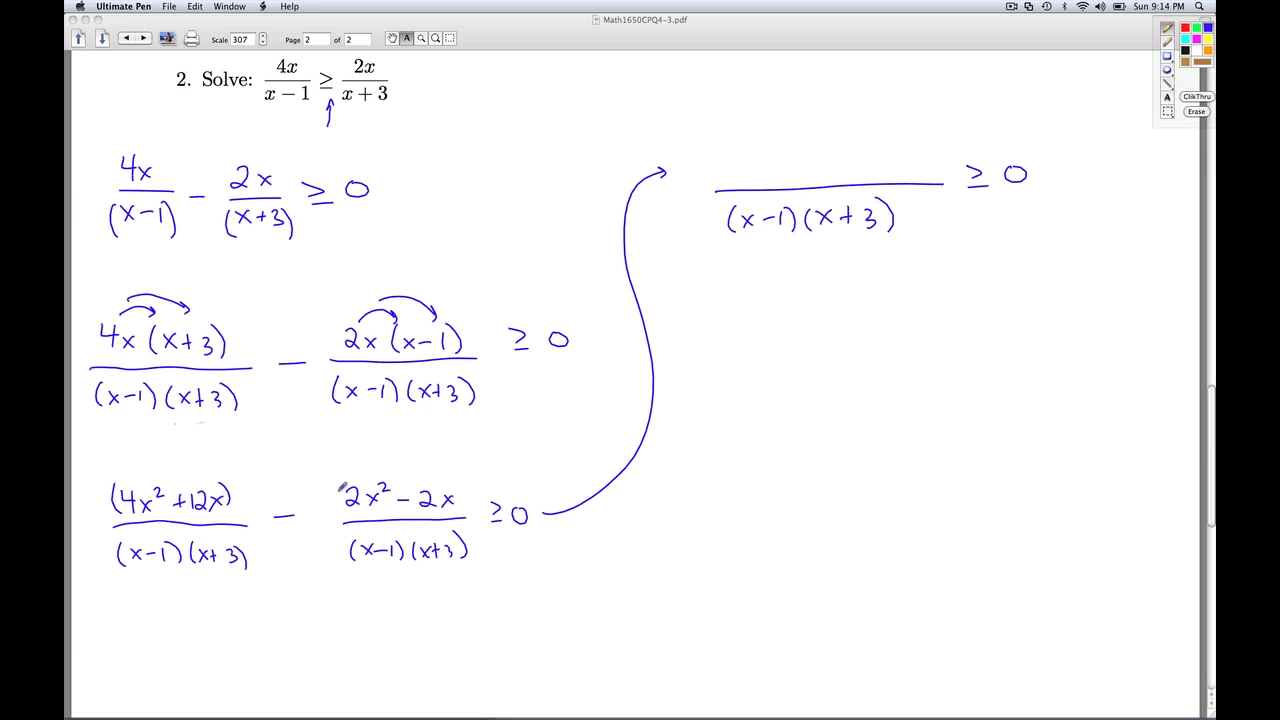 Ultimate Pen File Edit Window Help Sun 9:14 PM
Math1650CPQ4-3.pdf
Scale 307 Page 2 of 2
ClikThru
Erase
A
A
2. Solve: 4x/(x − 1) ≥ 2x/(x + 3)
4x/(x-1) - 2x/(x+3) ≥ 0
4x(x+3)/(x-1)(x+3) - 2x(x-1)/(x-1)(x+3) ≥ 0
(4x² + 12x)/(x-1)(x+3) - 2x² - 2x/(x-1)(x+3) ≥ 0
/(x-1)(x+3) ≥ 0